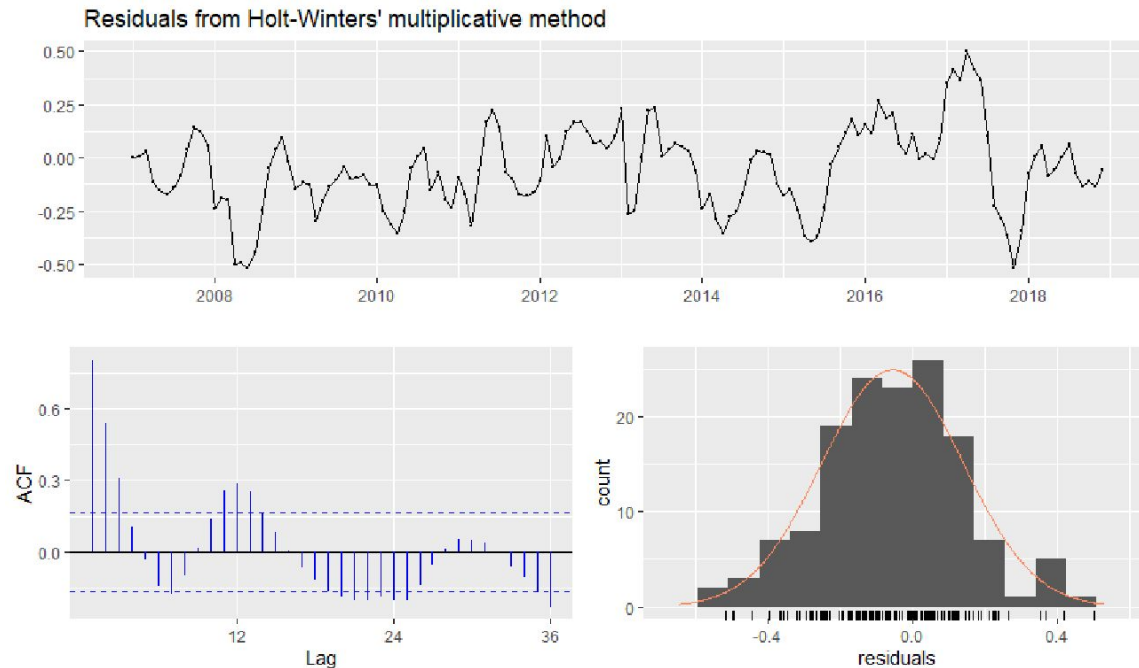 Residuals from Holt-Winters' multiplicative method
0.50
0.25
0.00
-0.25
-0.50
2008 2010 2012 2014 2016 2018
ACF
0.6
0.3
0.0
12 24 36
Lag
count
20
10
0
-0.4 0.0 0.4
residuals